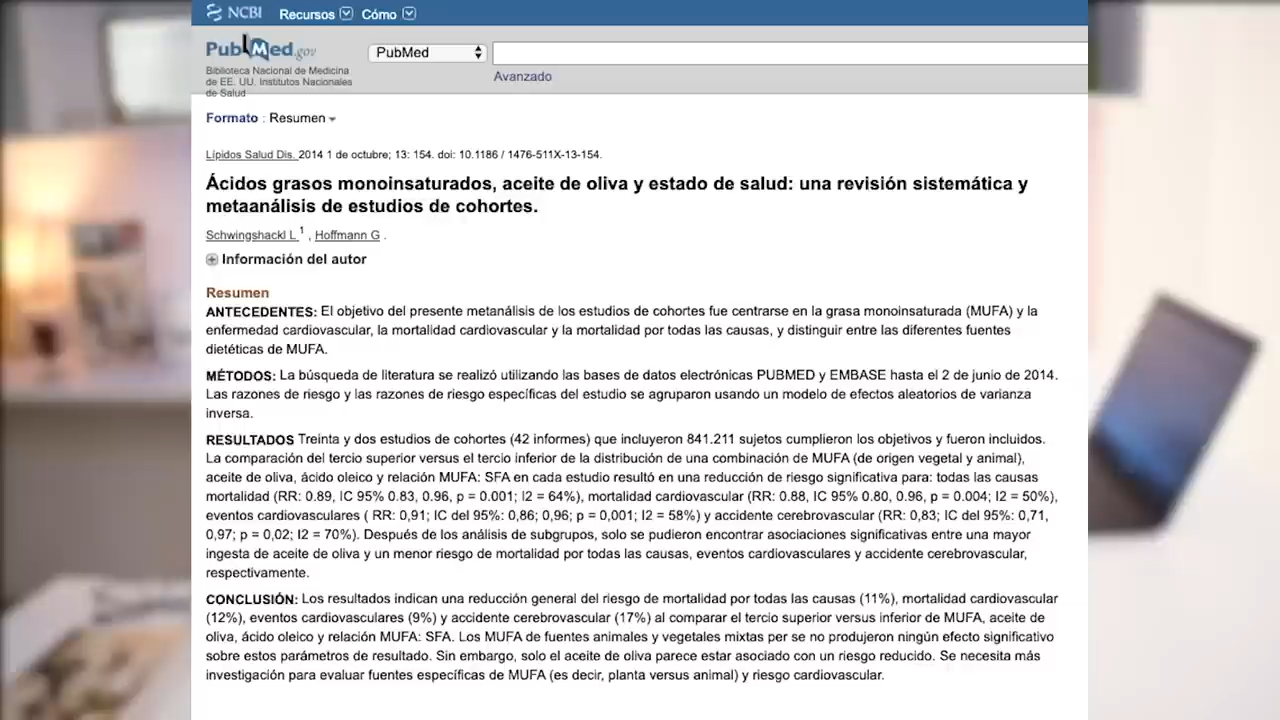 NCBI Recursos Cómo
PubMed.gov PubMed
Biblioteca Nacional de Medicina
de EE. UU. Institutos Nacionales
de Salud
Avanzado
Formato : Resumen
Lípidos Salud Dis. 2014 1 de octubre; 13: 154. doi: 10.1186 / 1476-511X-13-154.
Ácidos grasos monoinsaturados, aceite de oliva y estado de salud: una revisión sistemática y
metaanálisis de estudios de cohortes.
Schwingshackl L 1 , Hoffmann G .
Información del autor
Resumen
ANTECEDENTES: El objetivo del presente metanálisis de los estudios de cohortes fue centrarse en la grasa monoinsaturada (MUFA) y la
enfermedad cardiovascular, la mortalidad cardiovascular y la mortalidad por todas las causas, y distinguir entre las diferentes fuentes
dietéticas de MUFA.
MÉTODOS: La búsqueda de literatura se realizó utilizando las bases de datos electrónicas PUBMED y EMBASE hasta el 2 de junio de 2014.
Las razones de riesgo y las razones de riesgo específicas del estudio se agruparon usando un modelo de efectos aleatorios de varianza
inversa.
RESULTADOS Treinta y dos estudios de cohortes (42 informes) que incluyeron 841.211 sujetos cumplieron los objetivos y fueron incluidos.
La comparación del tercio superior versus el tercio inferior de la distribución de una combinación de MUFA (de origen vegetal y animal),
aceite de oliva, ácido oleico y relación MUFA: SFA en cada estudio resultó en una reducción de riesgo significativa para: todas las causas
mortalidad (RR: 0.89, IC 95% 0.83, 0.96, p = 0.001; I2 = 64%), mortalidad cardiovascular (RR: 0.88, IC 95% 0.80, 0.96, p = 0.004; I2 = 50%),
eventos cardiovasculares ( RR: 0,91; IC del 95%: 0,86; 0,96; p = 0,001; I2 = 58%) y accidente cerebrovascular (RR: 0,83; IC del 95%: 0,71,
0,97; p = 0,02; I2 = 70%). Después de los análisis de subgrupos, solo se pudieron encontrar asociaciones significativas entre una mayor
ingesta de aceite de oliva y un menor riesgo de mortalidad por todas las causas, eventos cardiovasculares y accidente cerebrovascular,
respectivamente.
CONCLUSIÓN: Los resultados indican una reducción general del riesgo de mortalidad por todas las causas (11%), mortalidad cardiovascular
(12%), eventos cardiovasculares (9%) y accidente cerebrovascular (17%) al comparar el tercio superior versus inferior de MUFA, aceite de
oliva, ácido oleico y relación MUFA: SFA. Los MUFA de fuentes animales y vegetales mixtas per se no produjeron ningún efecto significativo
sobre estos parámetros de resultado. Sin embargo, solo el aceite de oliva parece estar asociado con un riesgo reducido. Se necesita más
investigación para evaluar fuentes específicas de MUFA (es decir, planta versus animal) y riesgo cardiovascular.